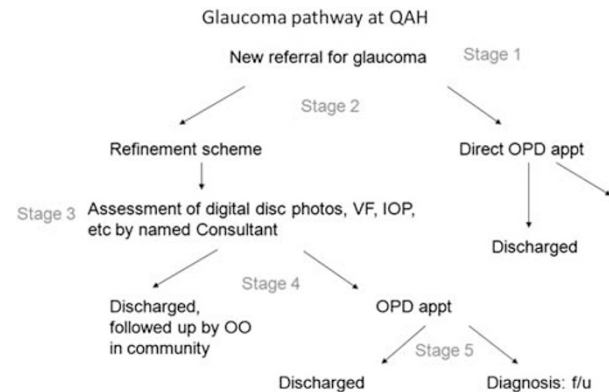 Glaucoma pathway at QAH
New referral for glaucoma
Stage 1
Stage 2
Refinement scheme
Direct OPD appt
Stage 3
Assessment of digital disc photos, VF, IOP,
etc by named Consultant
Discharged
Stage 4
Discharged,
followed up by OO
in community
OPD appt
Stage 5
Discharged
Diagnosis: f/u